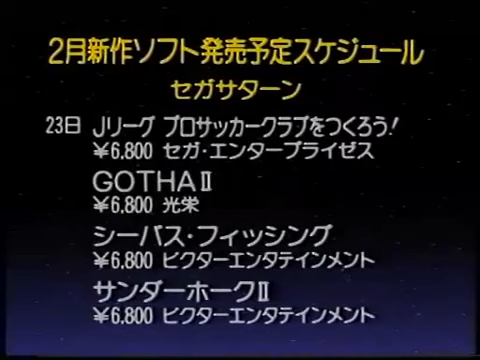 2月新作ソフト発売予定スケジュール
セガサターン
23日 Jリーグ プロサッカークラブをつくろう!
¥6,800 セガ・エンタープライゼス
GOTHAⅡ
¥6,800 光栄
シーバス・フィッシング
¥6,800 ビクターエンタテインメント
サンダーホークⅡ
¥6,800 ビクターエンタテインメント